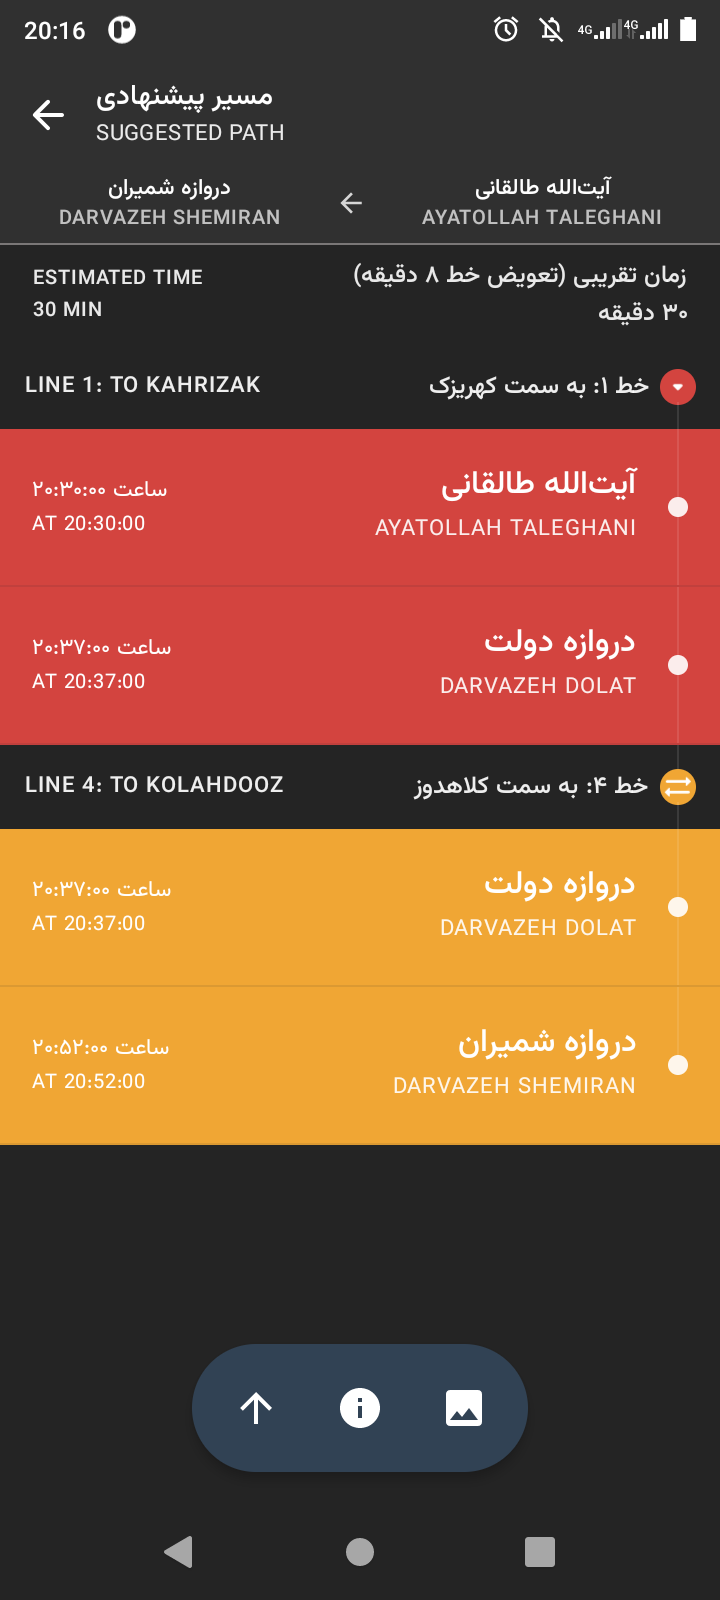 20:16
4G 4G
مسیر پیشنهادی
SUGGESTED PATH
آیت‌الله طالقانی
AYATOLLAH TALEGHANI
دروازه شمیران
DARVAZEH SHEMIRAN
زمان تقریبی (تعویض خط ۸ دقیقه)
۳۰ دقیقه
ESTIMATED TIME
30 MIN
خط ۱: به سمت کهریزک
LINE 1: TO KAHRIZAK
آیت‌الله طالقانی
AYATOLLAH TALEGHANI
ساعت ۲۰:۳۰:۰۰
AT 20:30:00
دروازه دولت
DARVAZEH DOLAT
ساعت ۲۰:۳۷:۰۰
AT 20:37:00
خط ۴: به سمت کلاهدوز
LINE 4: TO KOLAHDOOZ
دروازه دولت
DARVAZEH DOLAT
ساعت ۲۰:۳۷:۰۰
AT 20:37:00
دروازه شمیران
DARVAZEH SHEMIRAN
ساعت ۲۰:۵۲:۰۰
AT 20:52:00